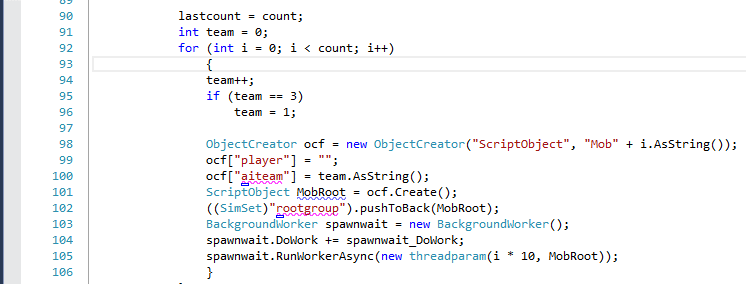 90 lastcount = count;
91 int team = 0;
92 for (int i = 0; i < count; i++)
93 {
94 team++;
95 if (team == 3)
96 team = 1;
97
98 ObjectCreator ocf = new ObjectCreator("ScriptObject", "Mob" + i.AsString());
99 ocf["player"] = "";
100 ocf["aiteam"] = team.AsString();
101 ScriptObject MobRoot = ocf.Create();
102 ((SimSet)"rootgroup").pushToBack(MobRoot);
103 BackgroundWorker spawnwait = new BackgroundWorker();
104 spawnwait.DoWork += spawnwait_DoWork;
105 spawnwait.RunWorkerAsync(new threadparam(i * 10, MobRoot));
106 }